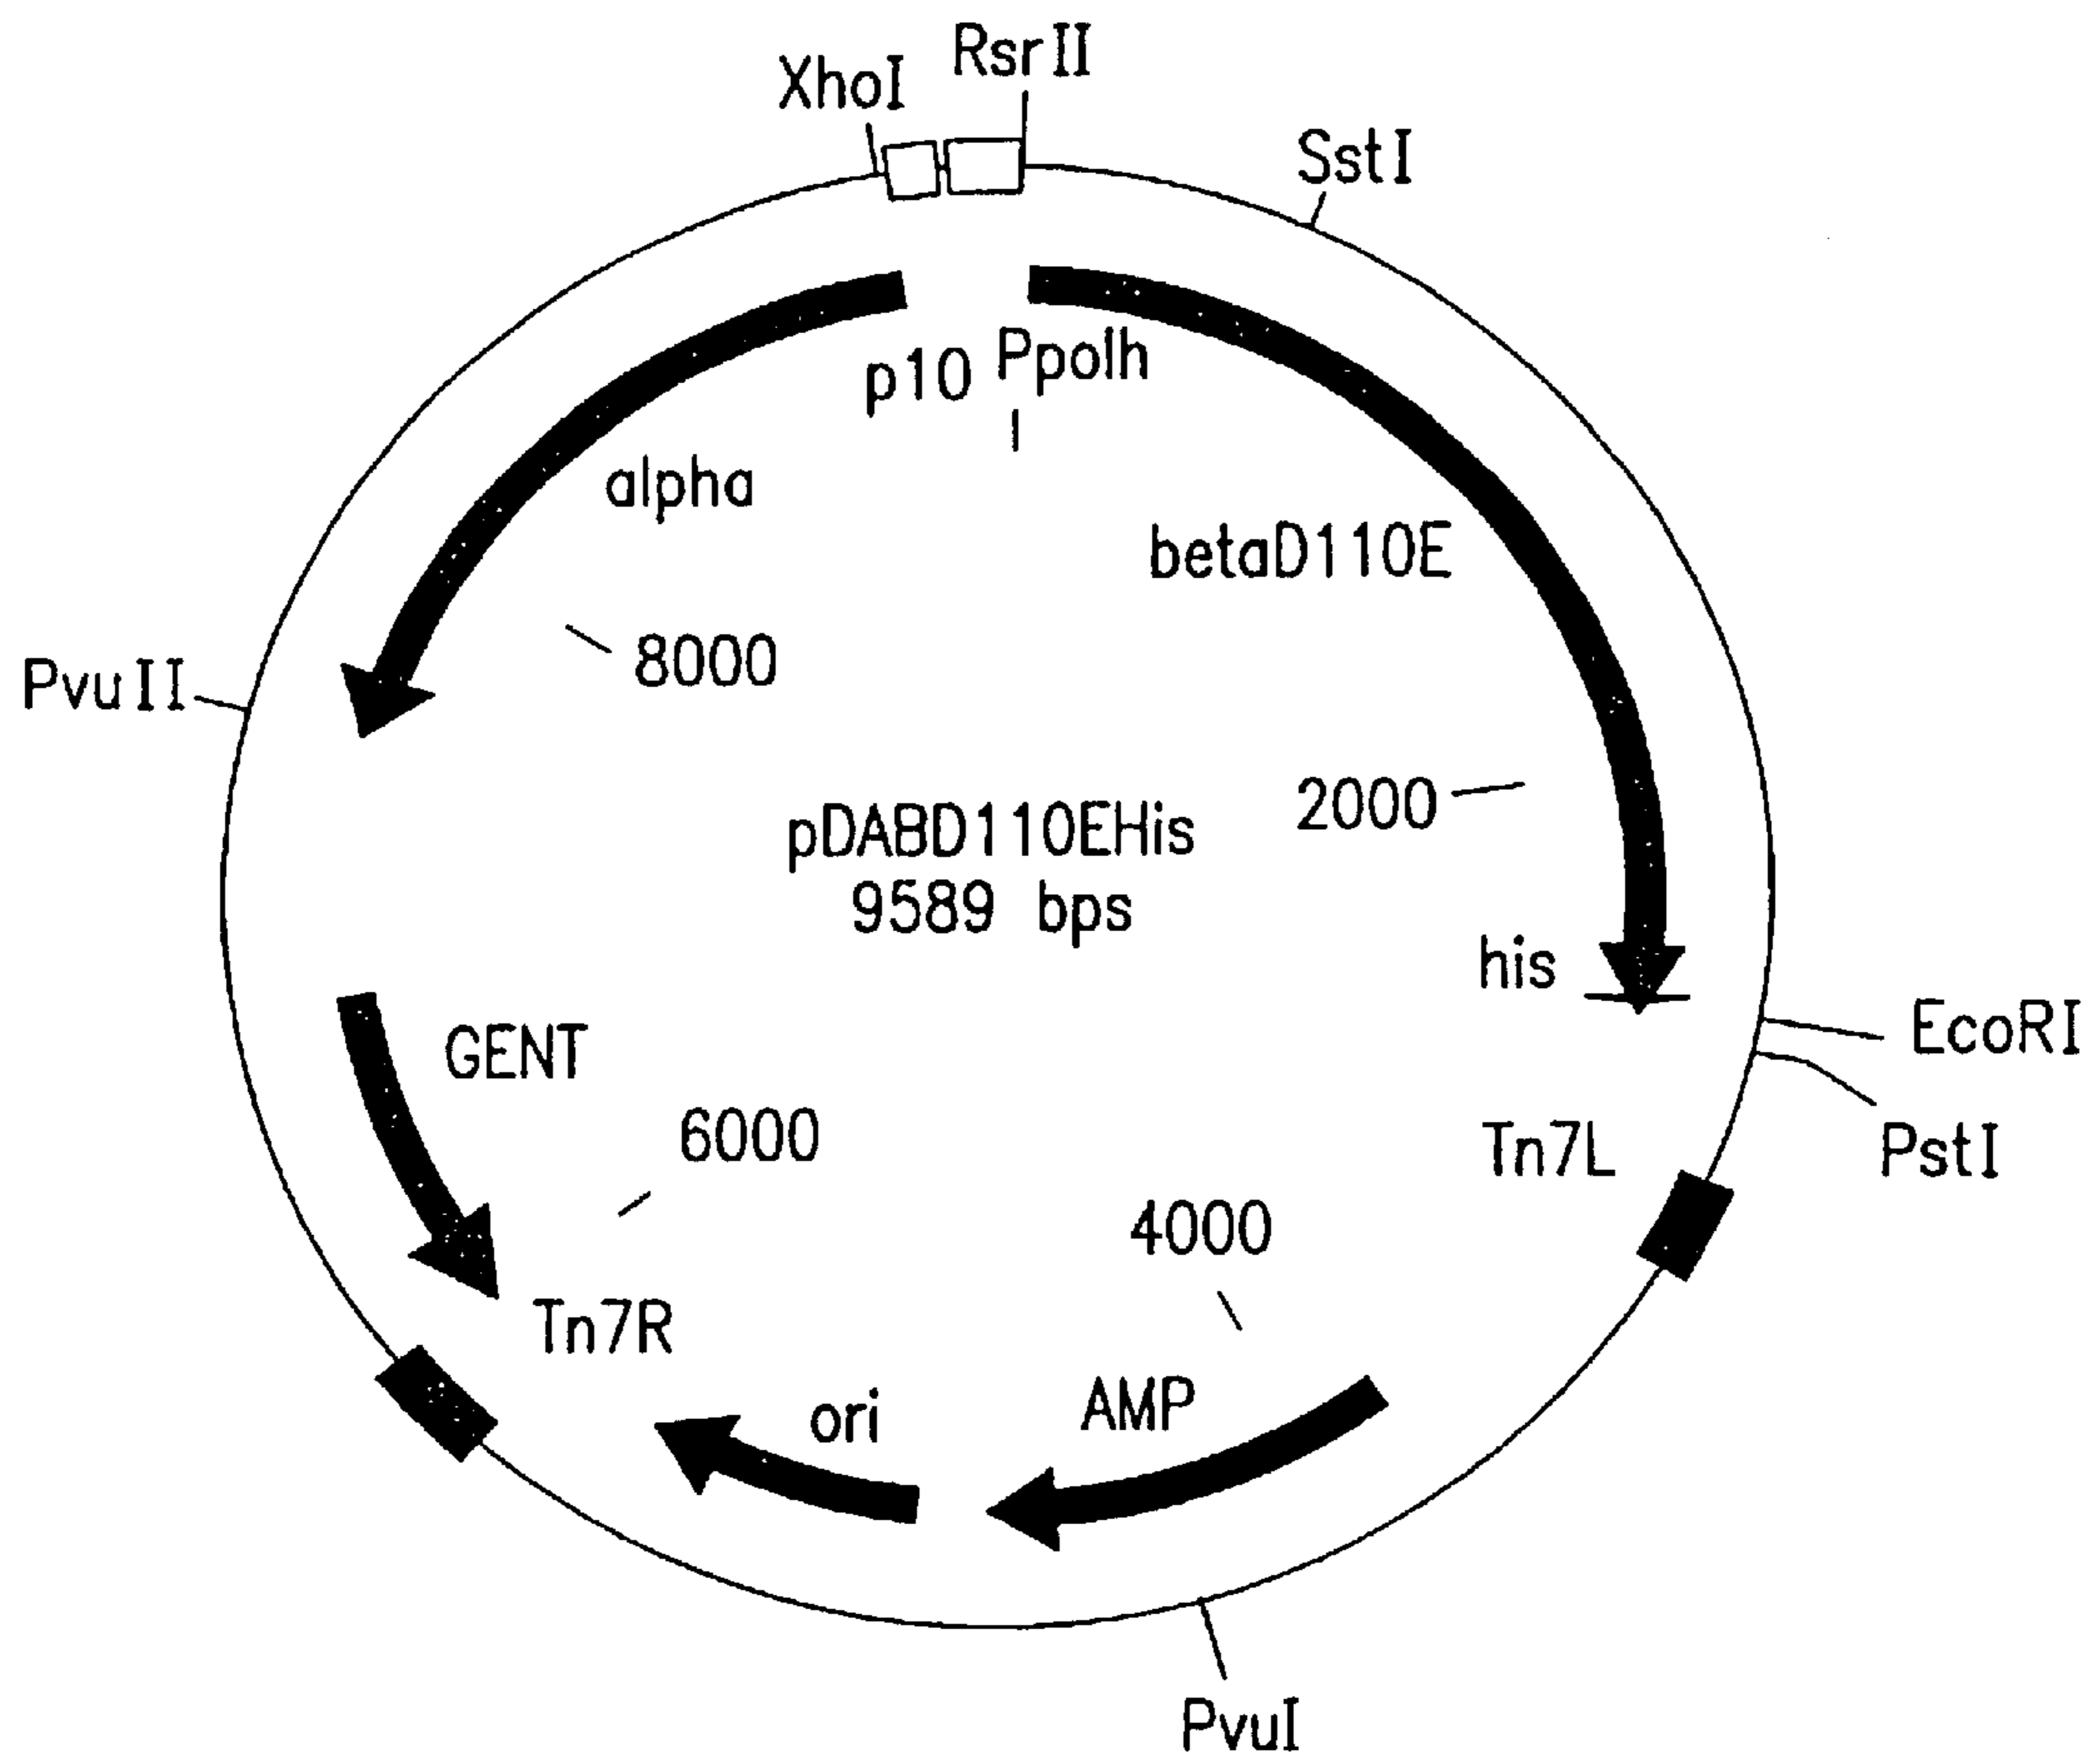 RsrII
XhoI
SstI
p10 Ppolh
alpha
betaD110E
PvuII
8000
2000
pDABD110EHis
9589 bps
his
EcoRI
GENT
PstI
Tn7L
6000
4000
Tn7R
ori
AMP
PvuI